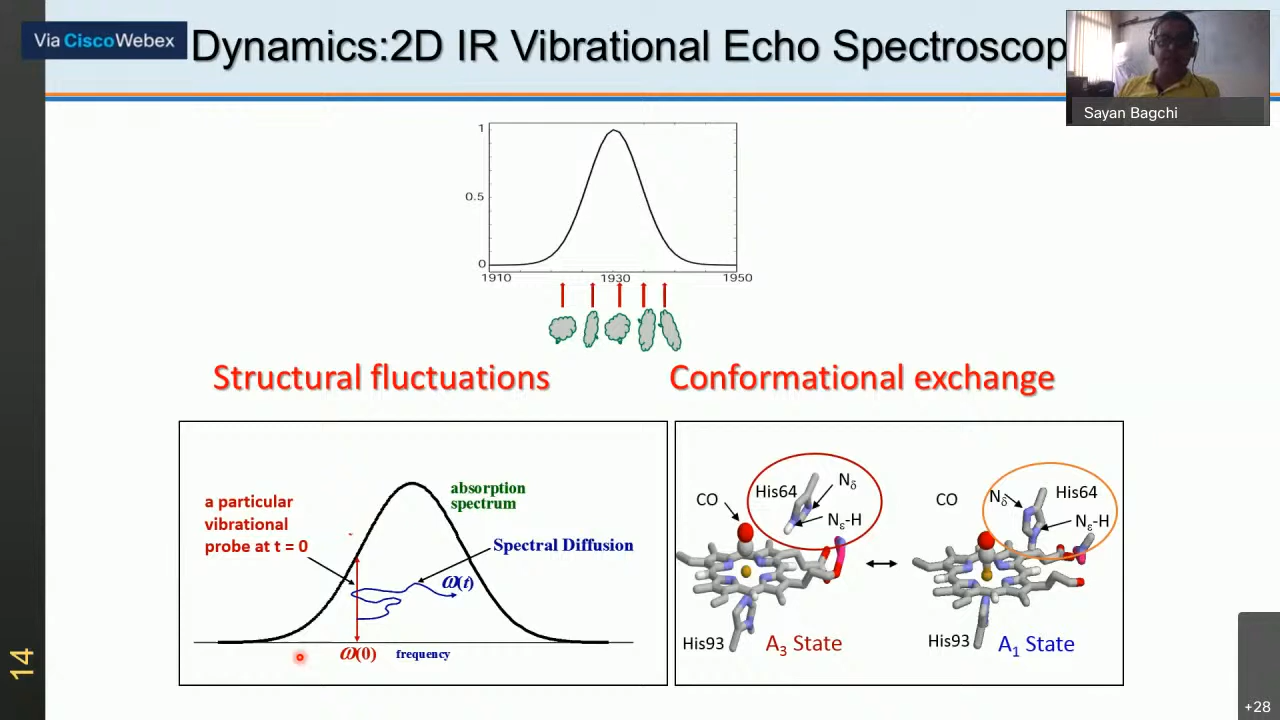 Via CiscoWebex
Dynamics:2D IR Vibrational Echo Spectroscop
Sayan Bagchi
1
0.5
0
1910 1930 1950
Structural fluctuations
Conformational exchange
a particular
vibrational
probe at t = 0
absorption
spectrum
Spectral Diffusion
ω(t)
ω(0)
frequency
CO
His64
Nδ
Nε-H
His93
A3 State
CO
Nδ
His64
Nε-H
His93
A1 State
14
+28